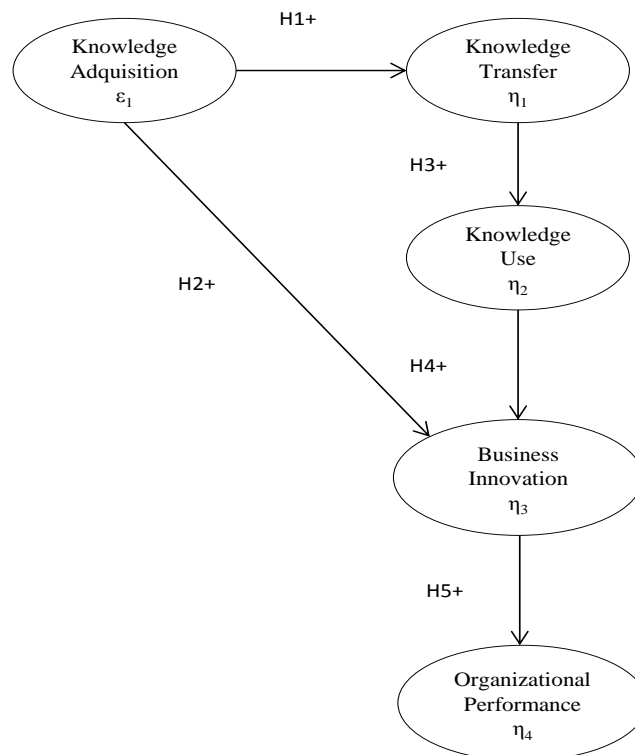 H1+
Knowledge
Adquisition
ε1
Knowledge
Transfer
η1
H3+
Knowledge
Use
η2
H2+
H4+
Business
Innovation
η3
H5+
Organizational
Performance
η4